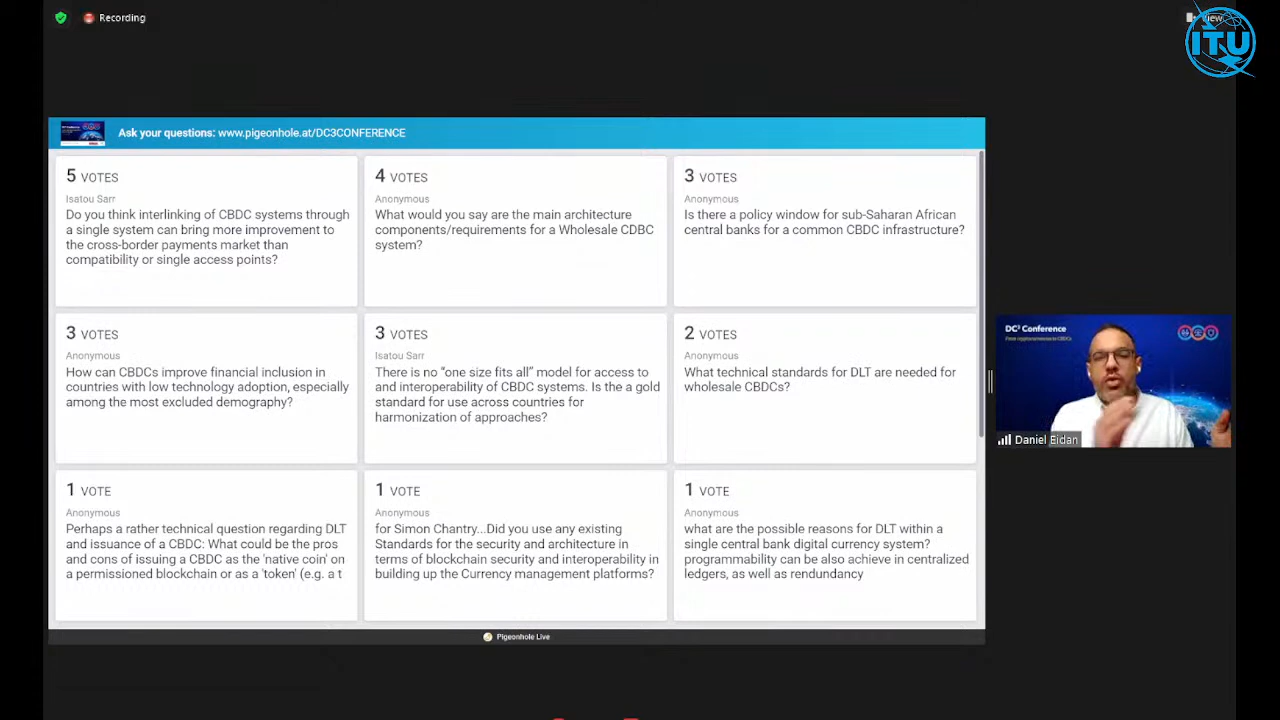 Recording
View
ITU
Ask your questions: www.pigeonhole.at/DC3CONFERENCE
5 VOTES
Isatou Sarr
Do you think interlinking of CBDC systems through
a single system can bring more improvement to
the cross-border payments market than
compatibility or single access points?
4 VOTES
Anonymous
What would you say are the main architecture
components/requirements for a Wholesale CDBC
system?
3 VOTES
Anonymous
Is there a policy window for sub-Saharan African
central banks for a common CBDC infrastructure?
3 VOTES
Anonymous
How can CBDCs improve financial inclusion in
countries with low technology adoption, especially
among the most excluded demography?
3 VOTES
Isatou Sarr
There is no “one size fits all” model for access to
and interoperability of CBDC systems. Is the a gold
standard for use across countries for
harmonization of approaches?
2 VOTES
Anonymous
What technical standards for DLT are needed for
wholesale CBDCs?
1 VOTE
Anonymous
Perhaps a rather technical question regarding DLT
and issuance of a CBDC: What could be the pros
and cons of issuing a CBDC as the 'native coin' on
a permissioned blockchain or as a 'token' (e.g. a t
1 VOTE
Anonymous
for Simon Chantry...Did you use any existing
Standards for the security and architecture in
terms of blockchain security and interoperability in
building up the Currency management platforms?
1 VOTE
Anonymous
what are the possible reasons for DLT within a
single central bank digital currency system?
programmability can be also achieve in centralized
ledgers, as well as rendundancy
Pigeonhole Live
DC³ Conference
From cryptocurrencies to CBDCs
Daniel Eidan